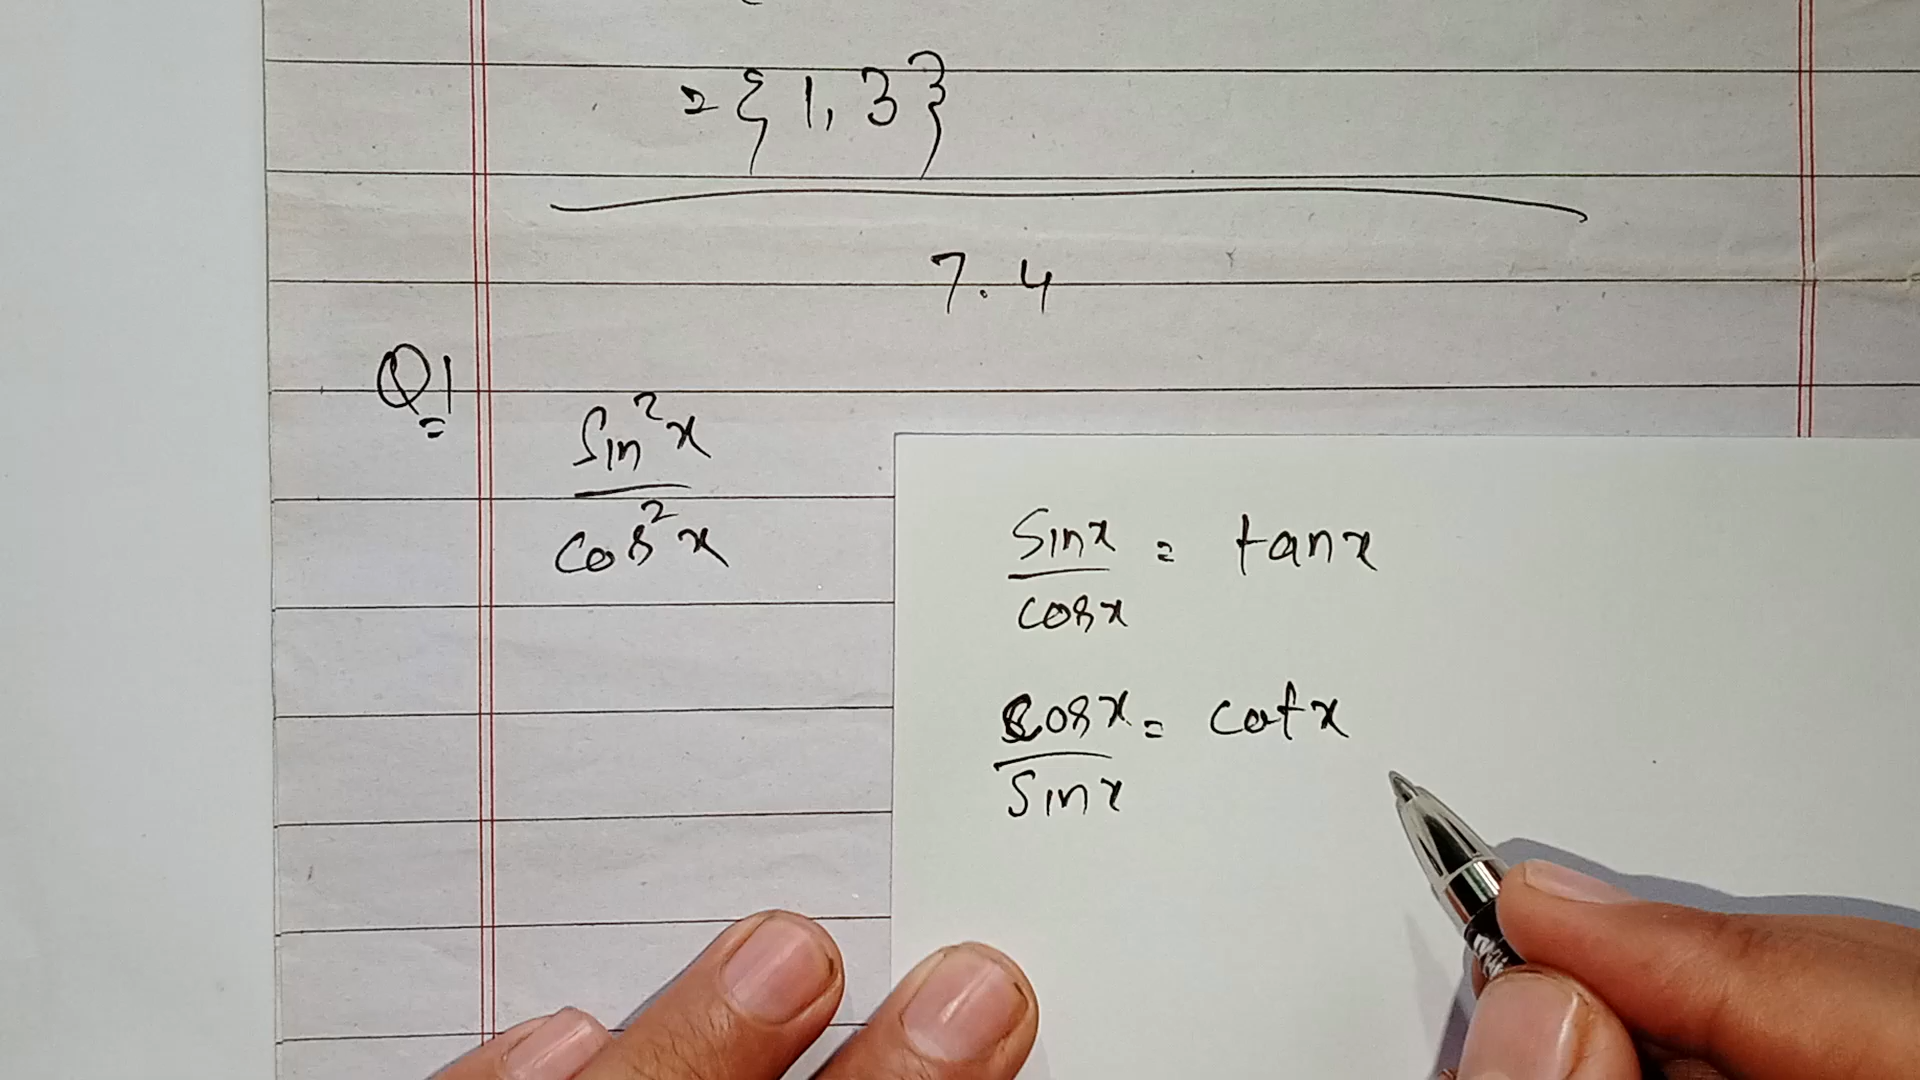 = {1, 3}
7.4
Q1
sin²x
cos²x
sinx = tanx
cosx
cosx = cotx
sinx